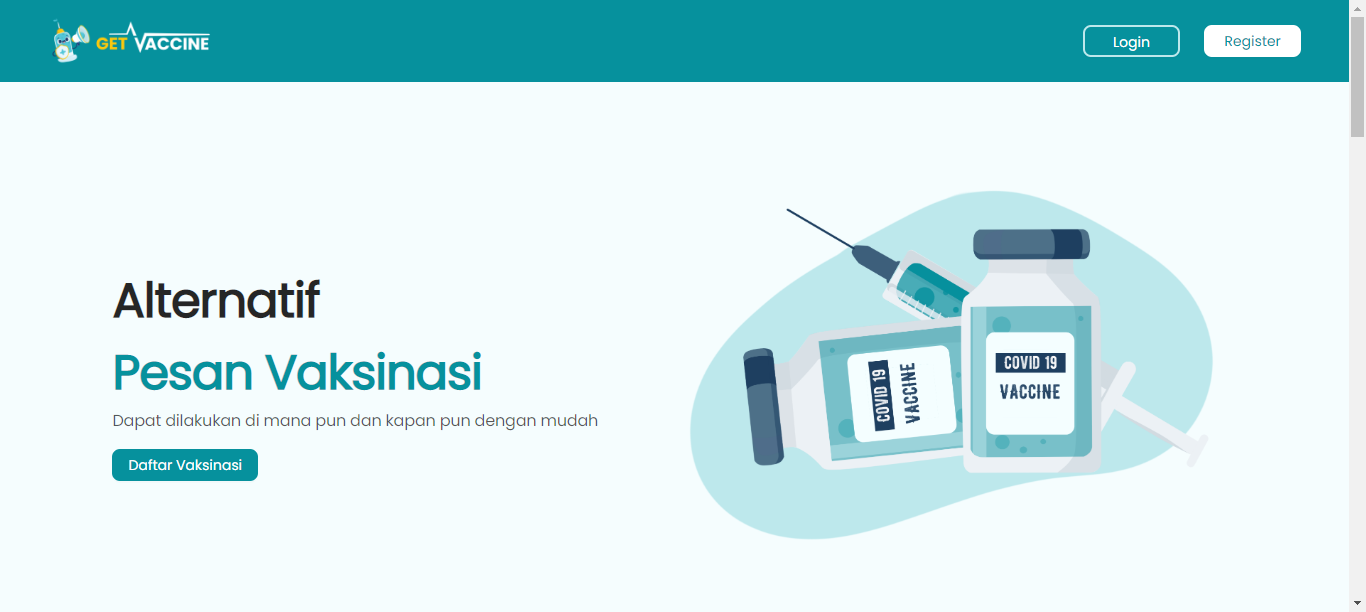 GET VACCINE
Login
Register
Alternatif
Pesan Vaksinasi
Dapat dilakukan di mana pun dan kapan pun dengan mudah
Daftar Vaksinasi
COVID 19
VACCINE
COVID 19
VACCINE